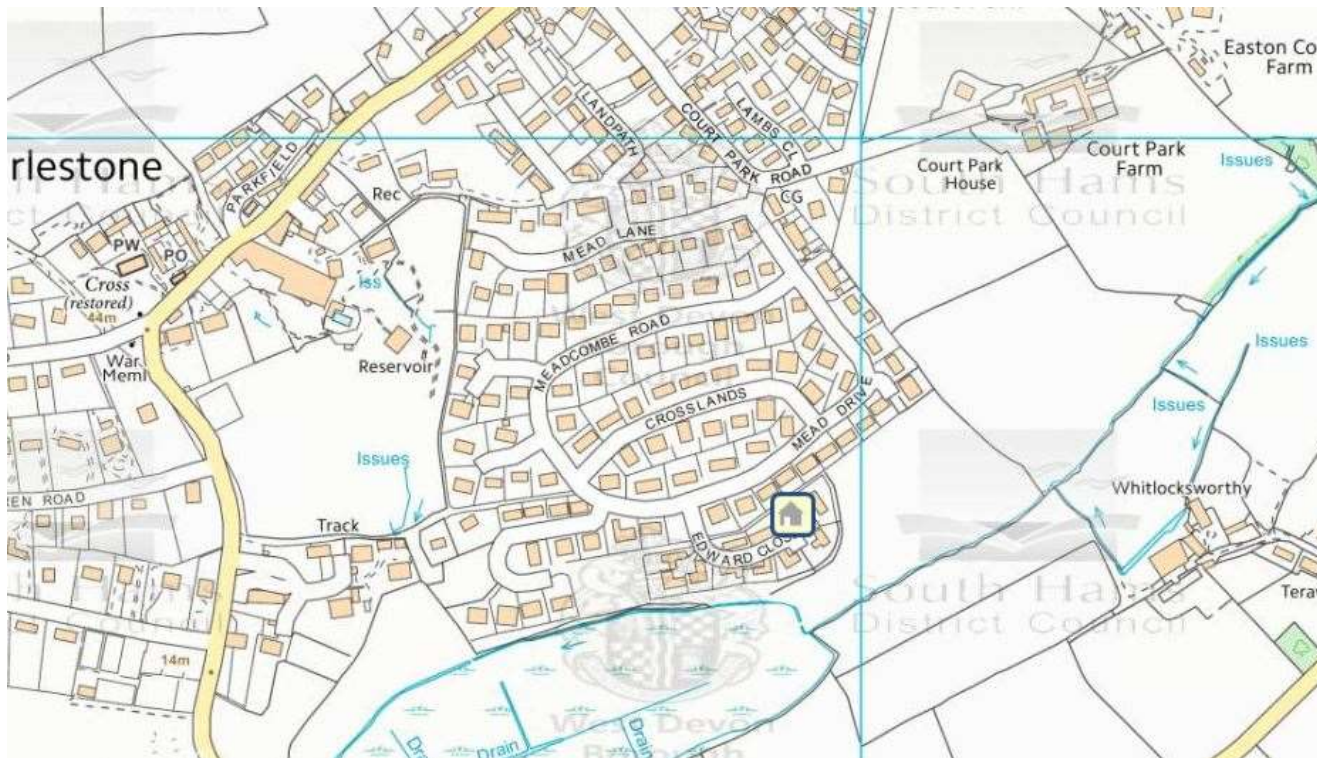 Easton Co
Farm
LANDPATH
COURT PARK ROAD
LAMBS CL
Issues
rlestone
PARKFIELD
Rec
Court Park
House
Court Park
Farm
South Hams
District Council
CG
MEAD LANE
PW
PO
Cross
(restored)
44m
Iss
War
Meml
Reservoir
MEADCOMBE ROAD
Issues
CROSSLANDS
MEAD DRIVE
Issues
Issues
Whitlocksworthy
EN ROAD
Track
EDWARD CLOS
South Hams
District Council
Tera
14m
West Devon
Borough
Drain
Drain